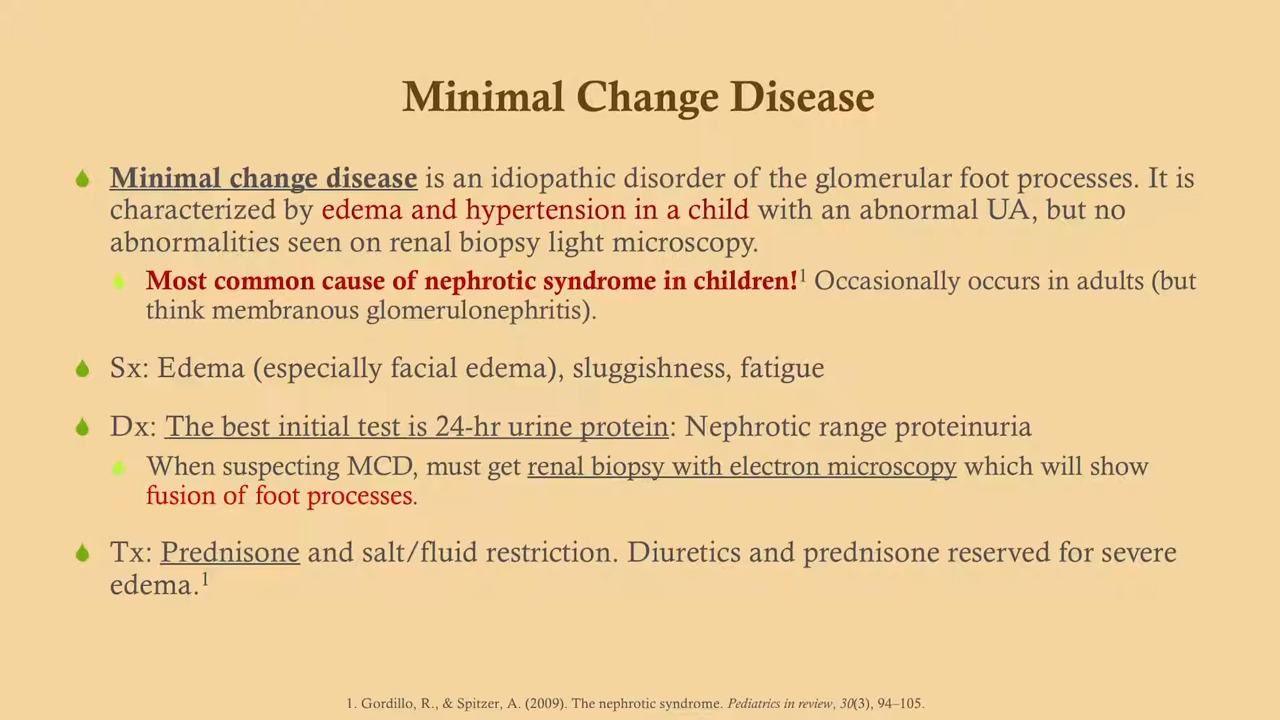 Minimal Change Disease
Minimal change disease is an idiopathic disorder of the glomerular foot processes. It is
characterized by edema and hypertension in a child with an abnormal UA, but no
abnormalities seen on renal biopsy light microscopy.
Most common cause of nephrotic syndrome in children!1 Occasionally occurs in adults (but
think membranous glomerulonephritis).
Sx: Edema (especially facial edema), sluggishness, fatigue
Dx: The best initial test is 24-hr urine protein: Nephrotic range proteinuria
When suspecting MCD, must get renal biopsy with electron microscopy which will show
fusion of foot processes.
Tx: Prednisone and salt/fluid restriction. Diuretics and prednisone reserved for severe
edema.1
1. Gordillo, R., & Spitzer, A. (2009). The nephrotic syndrome. Pediatrics in review, 30(3), 94–105.